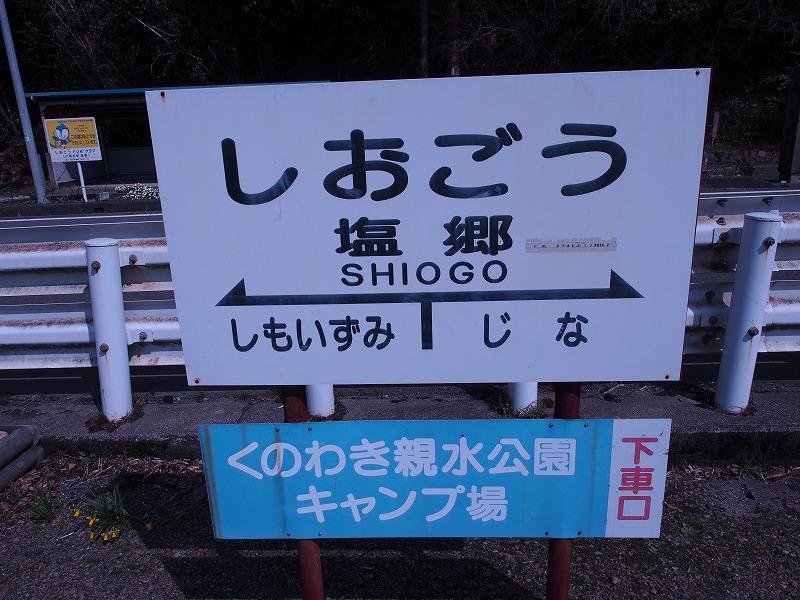 しおごう
塩郷
SHIOGO
しもいずみ
じな
くのわき親水公園
キャンプ場
下車口